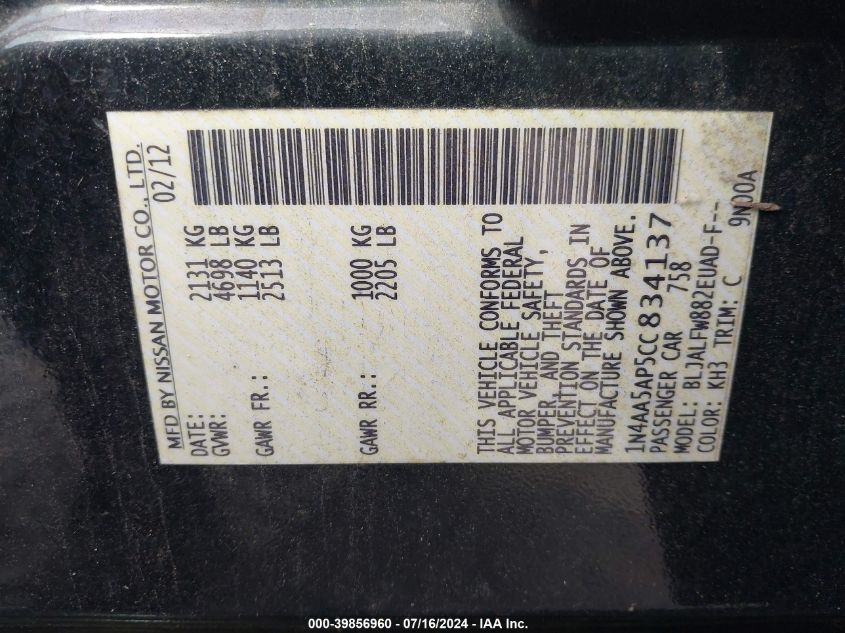 MFD BY NISSAN MOTOR CO., LTD.
DATE: 02/12
GVWR: 2131 KG
4698 LB
GAWR FR.: 1140 KG
2513 LB
GAWR RR.: 1000 KG
2205 LB
THIS VEHICLE CONFORMS TO
ALL APPLICABLE FEDERAL
MOTOR VEHICLE SAFETY,
BUMPER, AND THEFT
PREVENTION STANDARDS IN
EFFECT ON THE DATE OF
MANUFACTURE SHOWN ABOVE.
1N4AA5AP5CC834137
PASSENGER CAR 758
MODEL: BLJALFW882EUAD-F--
COLOR: KH3 TRIM: C 9N00A
000-39856960 - 07/16/2024 - IAA Inc.